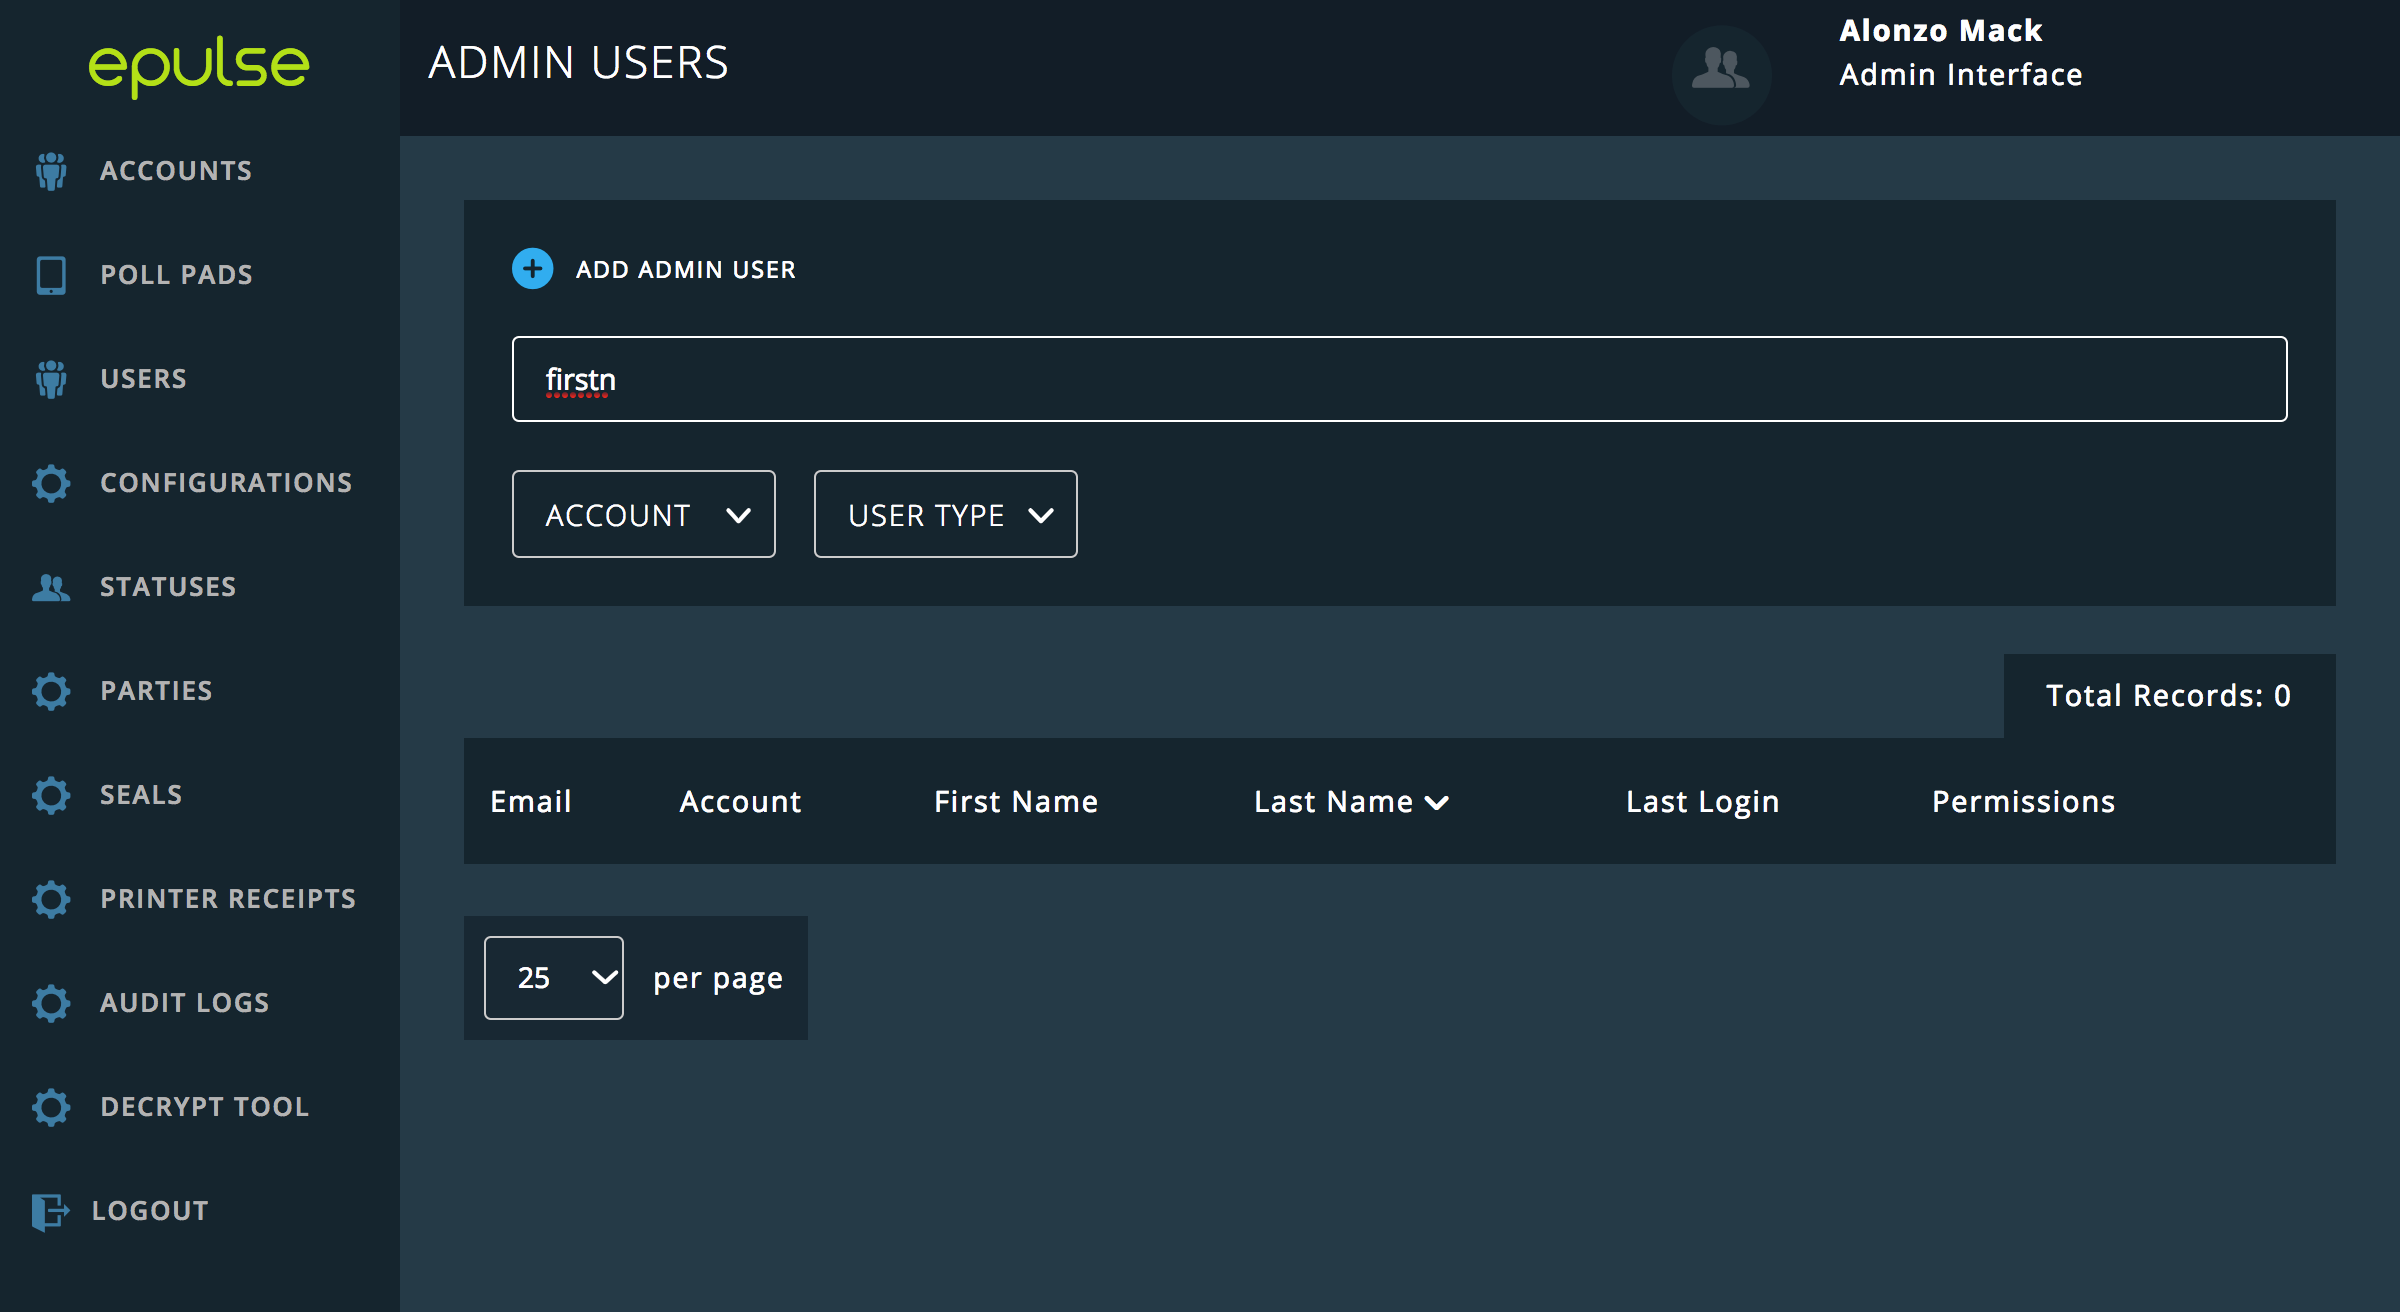 epulse
ADMIN USERS
Alonzo Mack
Admin Interface
ACCOUNTS
POLL PADS
USERS
CONFIGURATIONS
STATUSES
PARTIES
SEALS
PRINTER RECEIPTS
AUDIT LOGS
DECRYPT TOOL
LOGOUT
ADD ADMIN USER
firstn
ACCOUNT USER TYPE
Total Records: 0
Email Account First Name Last Name Last Login Permissions
25 per page